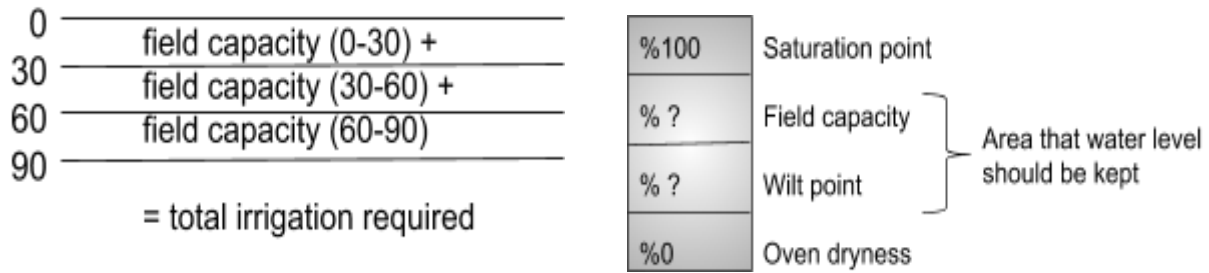 0
field capacity (0-30) +
30
field capacity (30-60) +
60
field capacity (60-90)
90
= total irrigation required
%100 Saturation point
% ? Field capacity
Area that water level
should be kept
% ? Wilt point
%0 Oven dryness